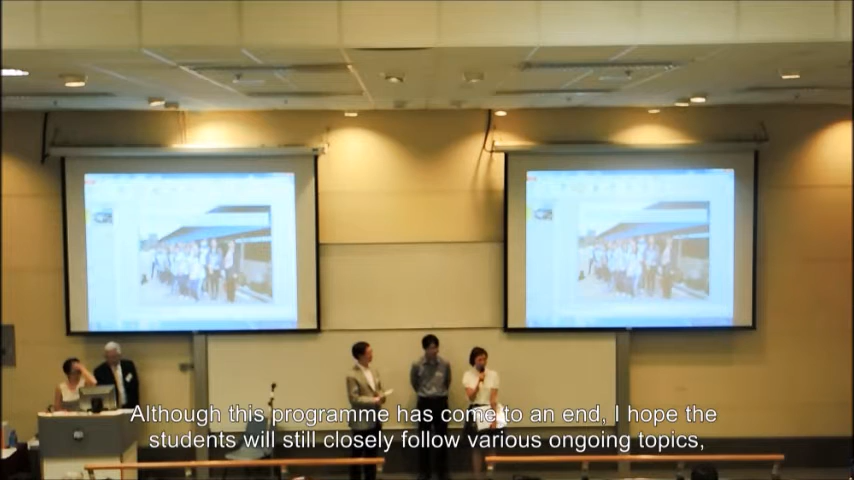 Although this programme has come to an end, I hope the
students will still closely follow various ongoing topics,